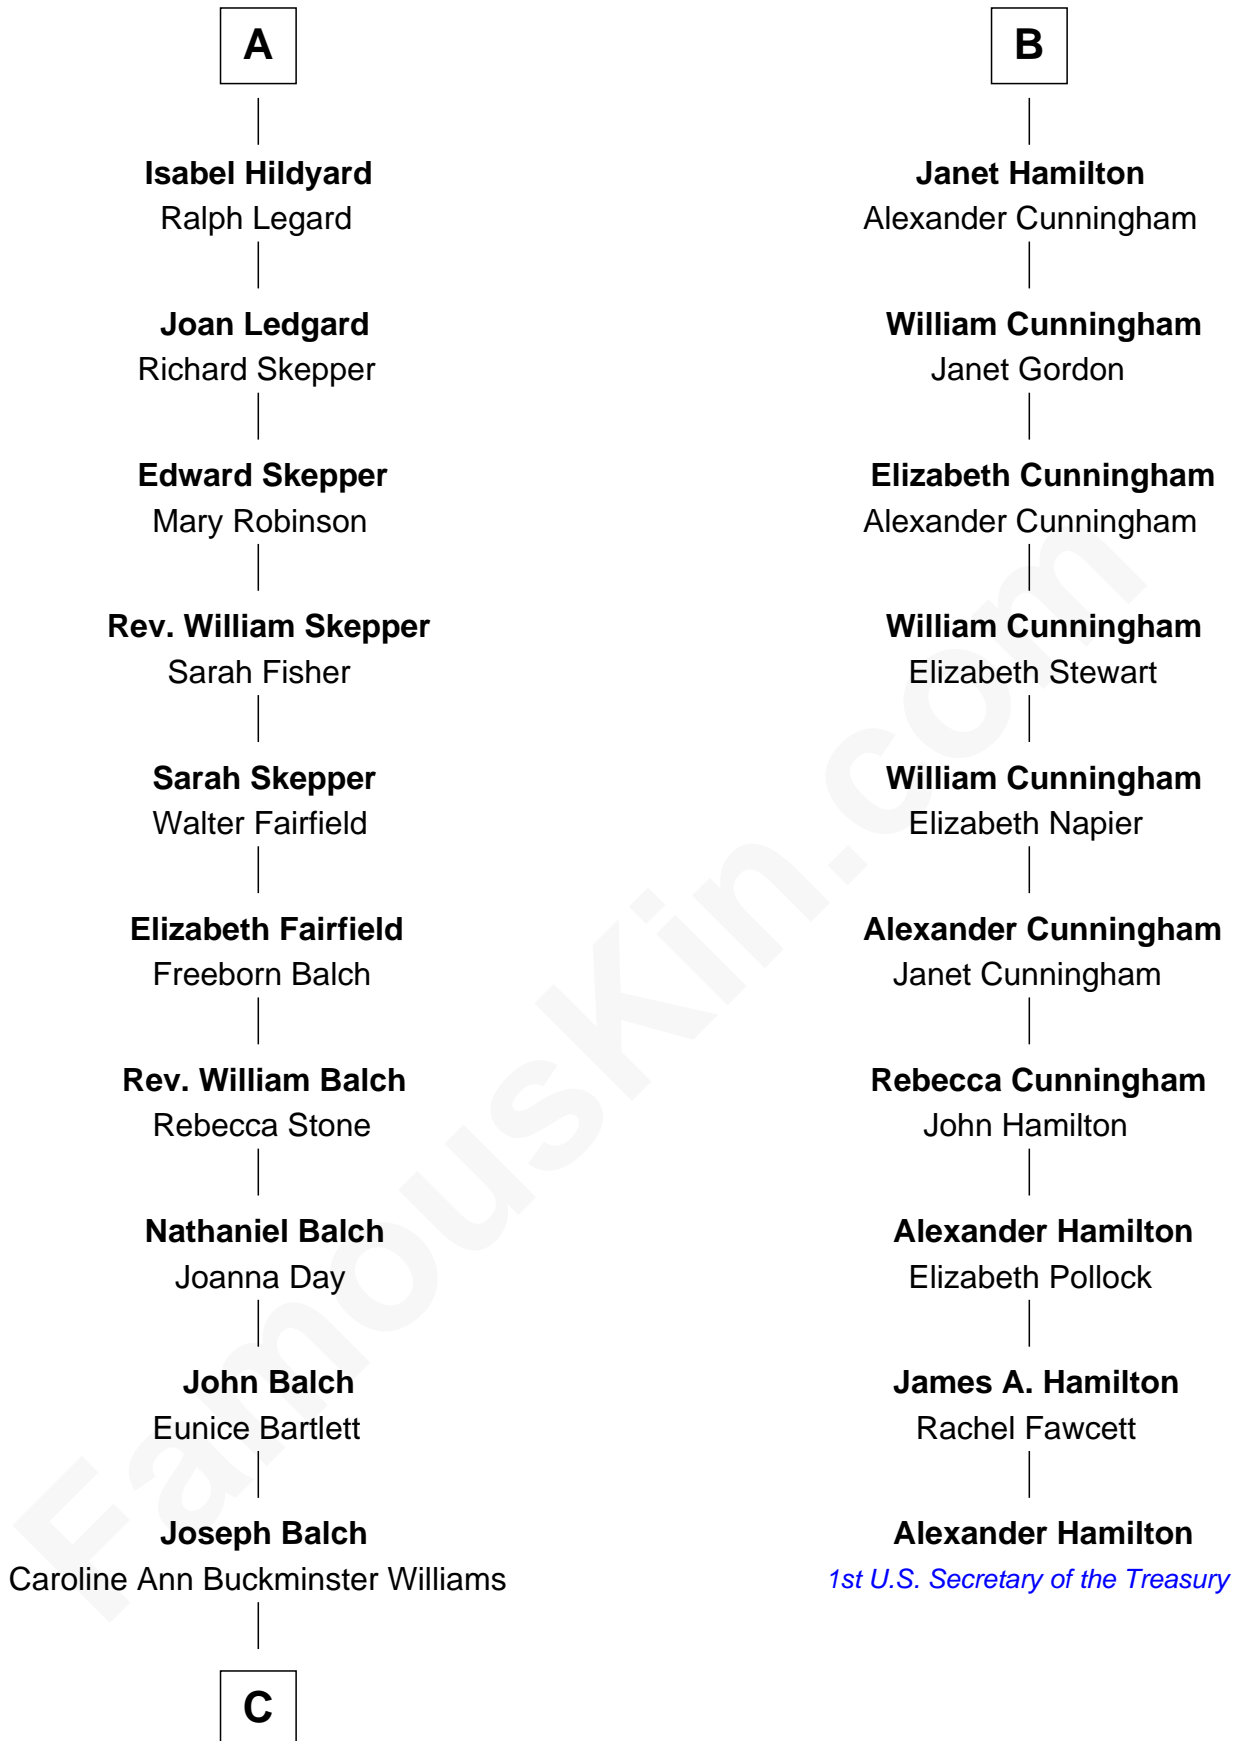 A
Isabel Hildyard
Ralph Legard
Joan Ledgard
Richard Skepper
Edward Skepper
Mary Robinson
Rev. William Skepper
Sarah Fisher
Sarah Skepper
Walter Fairfield
Elizabeth Fairfield
Freeborn Balch
Rev. William Balch
Rebecca Stone
Nathaniel Balch
Joanna Day
John Balch
Eunice Bartlett
Joseph Balch
Caroline Ann Buckminster Williams
C
B
Janet Hamilton
Alexander Cunningham
William Cunningham
Janet Gordon
Elizabeth Cunningham
Alexander Cunningham
William Cunningham
Elizabeth Stewart
William Cunningham
Elizabeth Napier
Alexander Cunningham
Janet Cunningham
Rebecca Cunningham
John Hamilton
Alexander Hamilton
Elizabeth Pollock
James A. Hamilton
Rachel Fawcett
Alexander Hamilton
1st U.S. Secretary of the Treasury
FamousKin.com